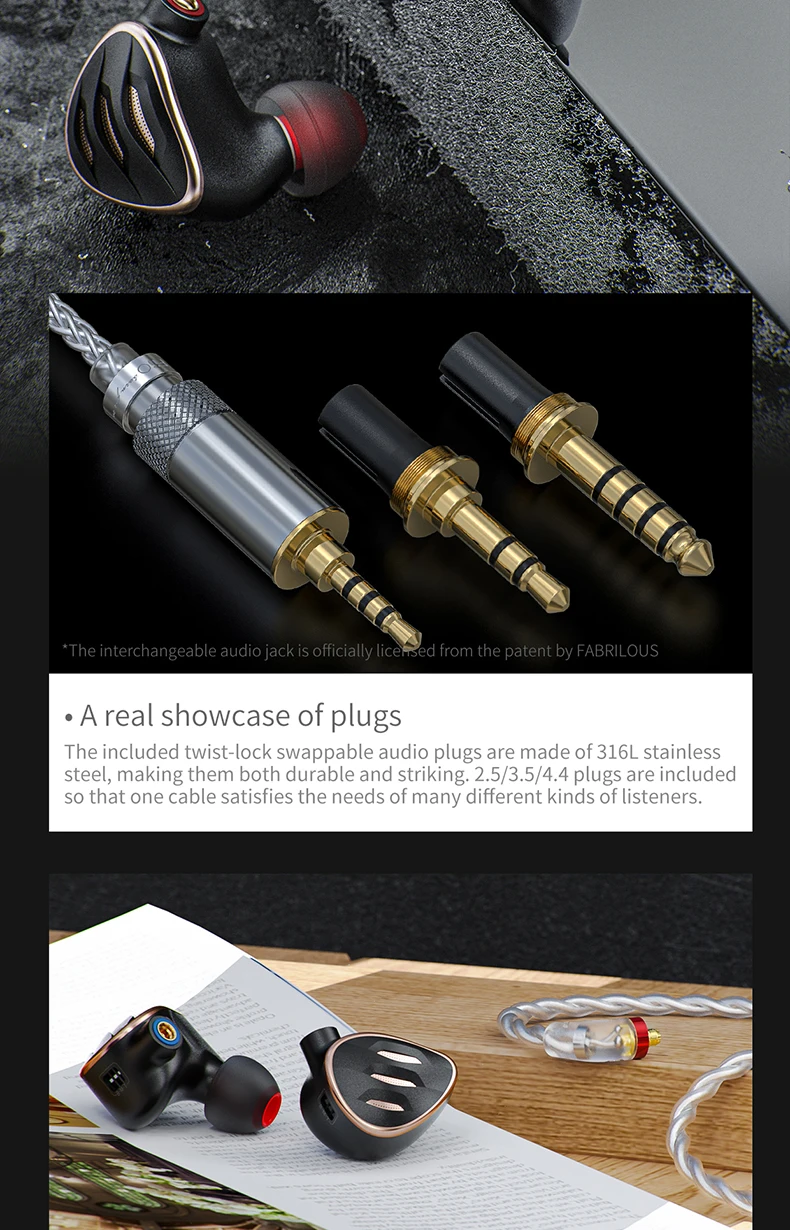 *The interchangeable audio jack is officially licensed from the patent by FABRILOUS
• A real showcase of plugs
The included twist-lock swappable audio plugs are made of 316L stainless
steel, making them both durable and striking. 2.5/3.5/4.4 plugs are included
so that one cable satisfies the needs of many different kinds of listeners.